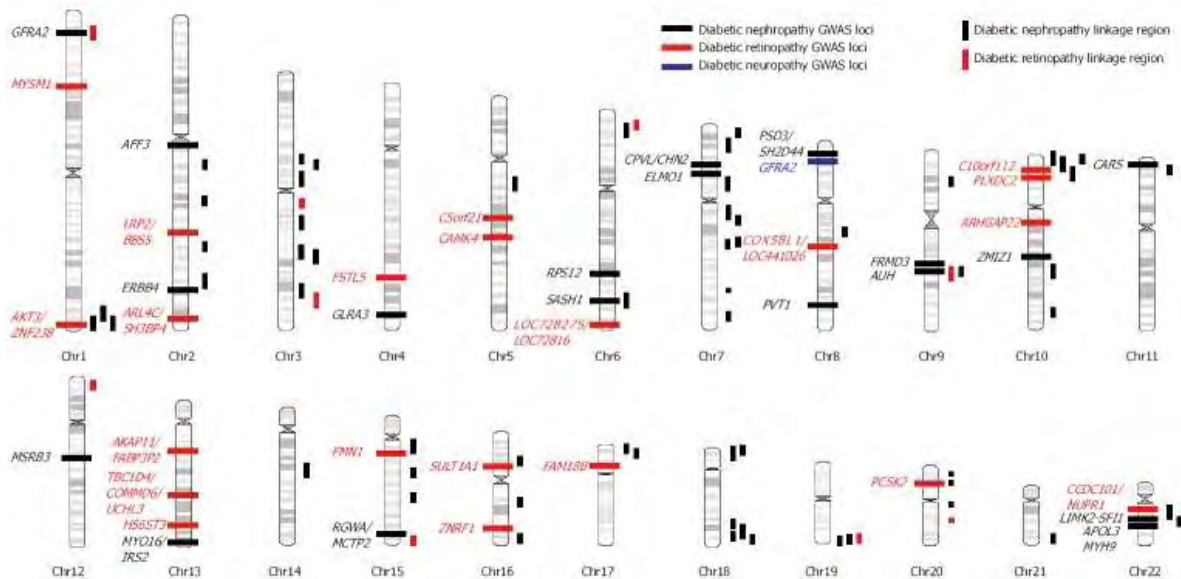 Diabetic nephropathy GWAS loci
Diabetic retinopathy GWAS loci
Diabetic neuropathy GWAS loci
Diabetic nephropathy linkage region
Diabetic retinopathy linkage region
GFRA2
MYSM1
AKT3/
ZNF238
Chr1
AFF3
LRP2/
BBS5
ERBB4
ARL4C/
SH3BP4
Chr2
Chr3
FSTL5
GLRA3
Chr4
C5orf21
CAMK4
Chr5
RPS12
SASH1
LOC728275/
LOC72816
Chr6
CPVL/CHN2
ELMO1
Chr7
PSD3/
SH2D44
GFRA2
COX5BL1/
LOC441026
PVT1
Chr8
FRMD3
AUH
Chr9
C10orf112
PLXDC2
ARHGAP22
ZMIZ1
Chr10
CARS
Chr11
MSRB3
Chr12
AKAP11/
FABP3P2
TBC1D4/
COMMD6/
UCHL3
HS6ST3
MYO16/
IRS2
Chr13
Chr14
FMN1
RGWA/
MCTP2
Chr15
SULT1A1
ZNRF1
Chr16
FAM18B
Chr17
Chr18
Chr19
PCSK2
Chr20
Chr21
CCDC101/
NUPR1
LIMK2-SFI1
APOL3
MYH9
Chr22